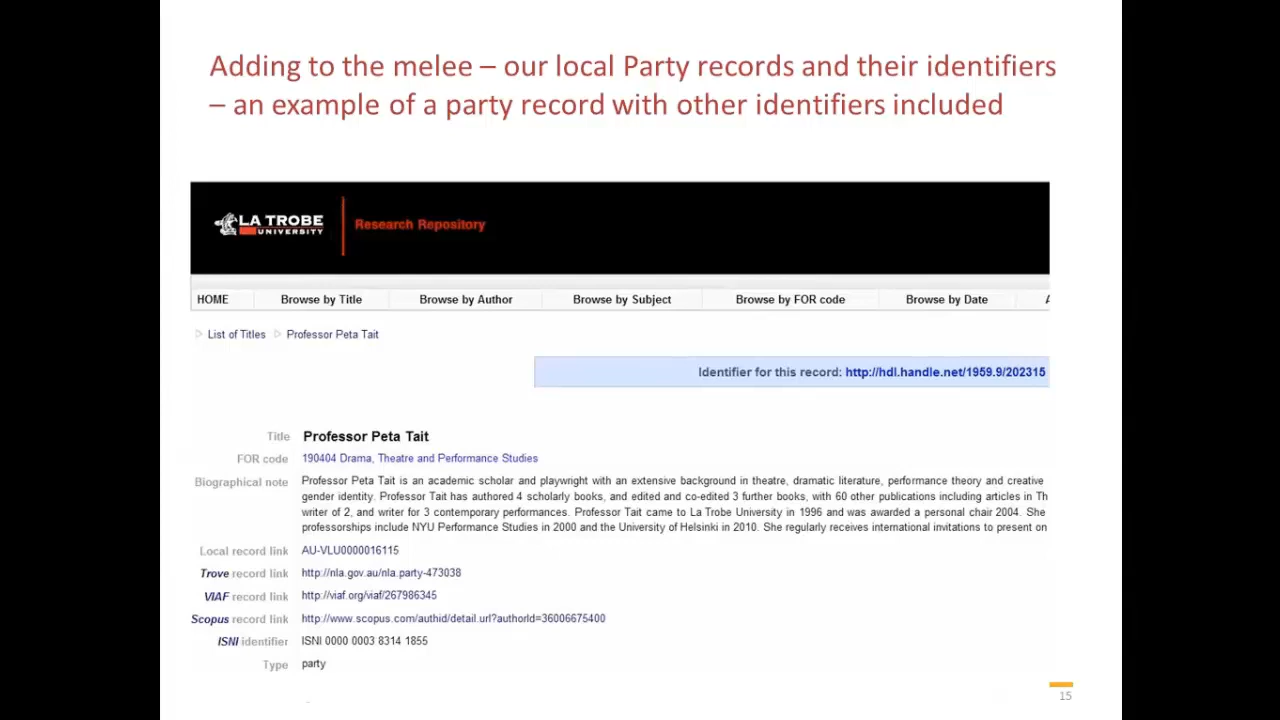 Adding to the melee – our local Party records and their identifiers
– an example of a party record with other identifiers included
LA TROBE
UNIVERSITY
Research Repository
HOME Browse by Title Browse by Author Browse by Subject Browse by FOR code Browse by Date
List of Titles Professor Peta Tait
Identifier for this record: http://hdl.handle.net/1959.9/202315
Title Professor Peta Tait
FOR code 190404 Drama, Theatre and Performance Studies
Biographical note Professor Peta Tait is an academic scholar and playwright with an extensive background in theatre, dramatic literature, performance theory and creative
gender identity. Professor Tait has authored 4 scholarly books, and edited and co-edited 3 further books, with 60 other publications including articles in Th
writer of 2, and writer for 3 contemporary performances. Professor Tait came to La Trobe University in 1996 and was awarded a personal chair 2004. She
professorships include NYU Performance Studies in 2000 and the University of Helsinki in 2010. She regularly receives international invitations to present on
Local record link AU-VLU0000016115
Trove record link http://nla.gov.au/nla.party-473038
VIAF record link http://viaf.org/viaf/267986345
Scopus record link http://www.scopus.com/authid/detail.url?authorId=36006675400
ISNI identifier ISNI 0000 0003 8314 1855
Type party
15